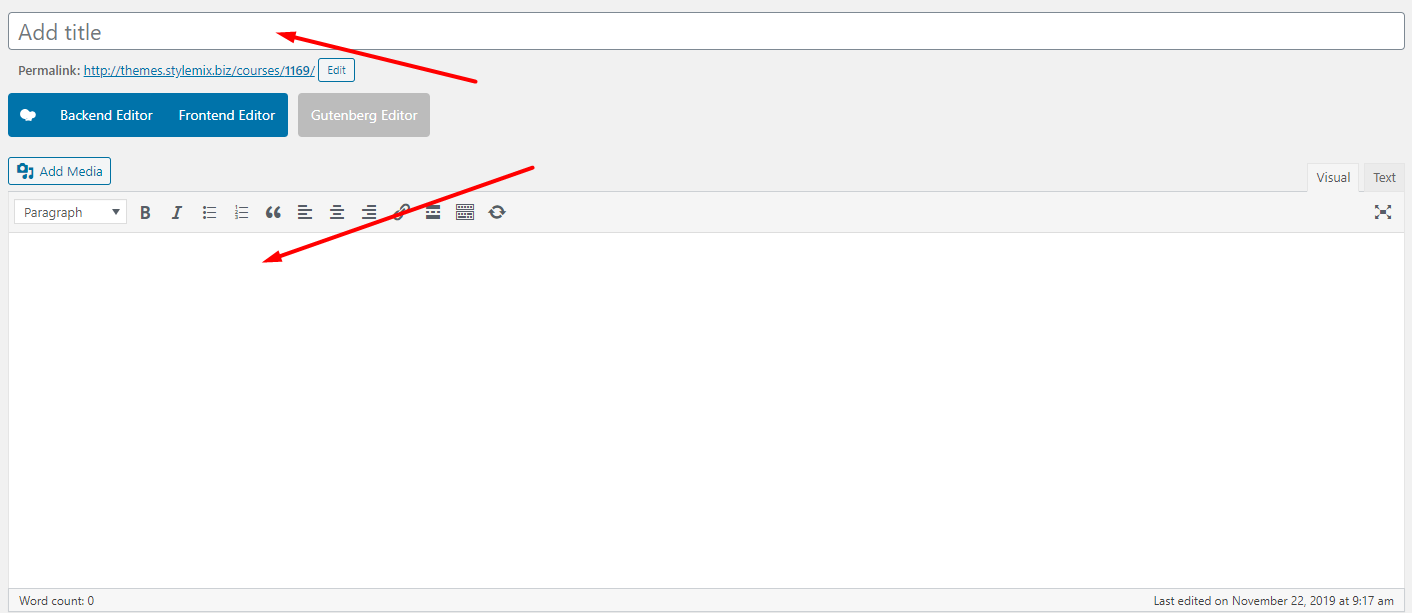 Add title
Permalink: http://themes.stylemix.biz/courses/1169/ Edit
Backend Editor Frontend Editor Gutenberg Editor
Add Media
Visual Text
Paragraph B I
Word count: 0 Last edited on November 22, 2019 at 9:17 am